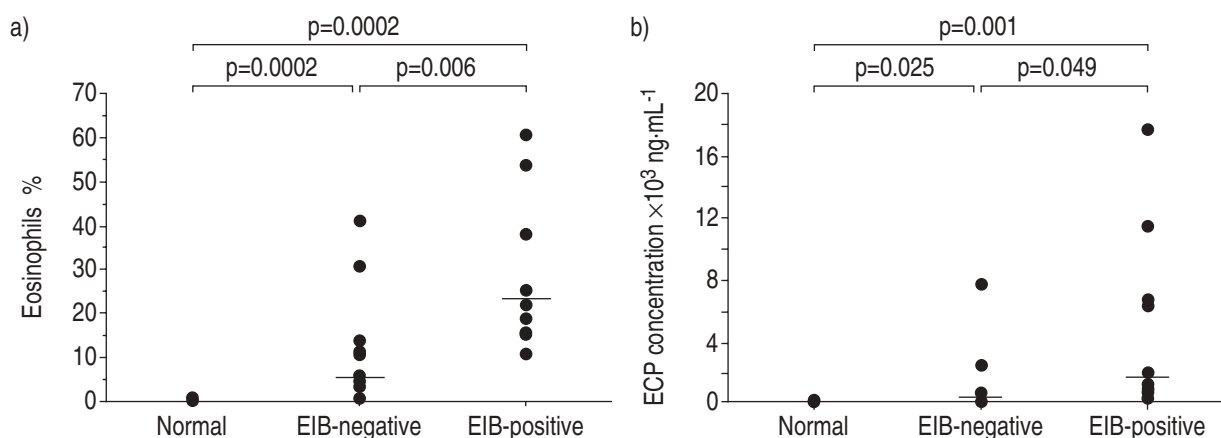 a)
p=0.0002
p=0.0002
p=0.006
Eosinophils %
70
60
50
40
30
20
10
0
Normal
EIB-negative
EIB-positive
b)
p=0.001
p=0.025
p=0.049
ECP concentration ×10³ ng·mL⁻¹
20
16
12
8
4
0
Normal
EIB-negative
EIB-positive